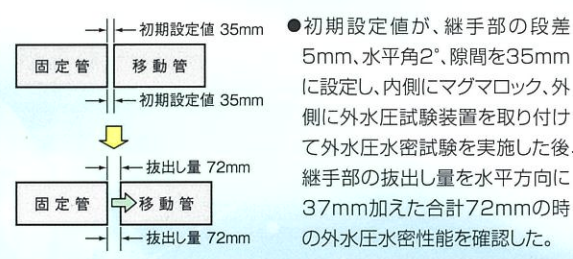 初期設定値 35mm
固定管 移動管
初期設定値 35mm
抜出し量 72mm
固定管 移動管
抜出し量 72mm
●初期設定値が、継手部の段差
5mm、水平角2°、隙間を35mm
に設定し、内側にマグマロック、外
側に外水圧試験装置を取り付け
て外水圧水密試験を実施した後、
継手部の抜出し量を水平方向に
37mm加えた合計72mmの時
の外水圧水密性能を確認した。